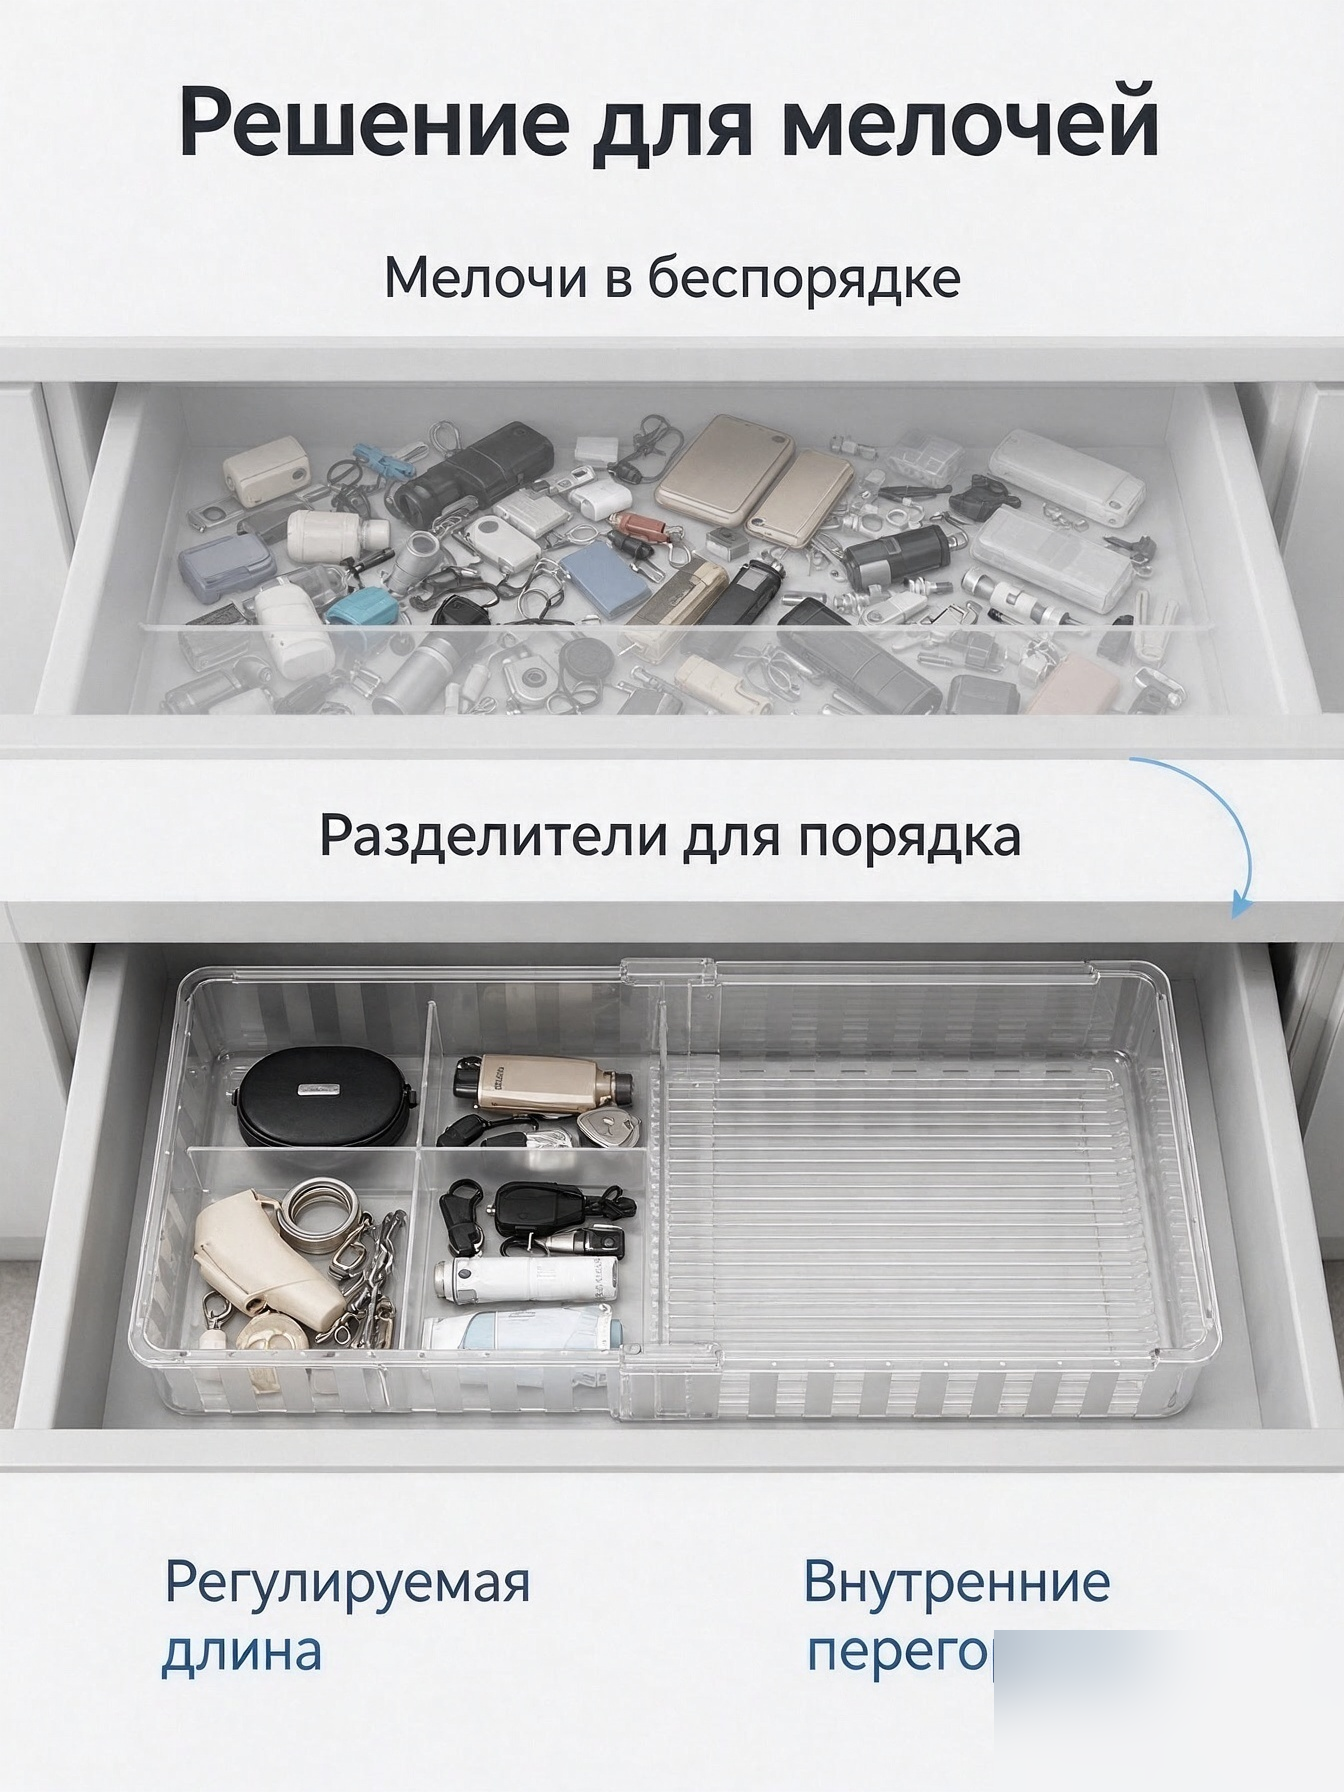 Решение для мелочей
Мелочи в беспорядке
Разделители для порядка
Регулируемая
длина
Внутренние